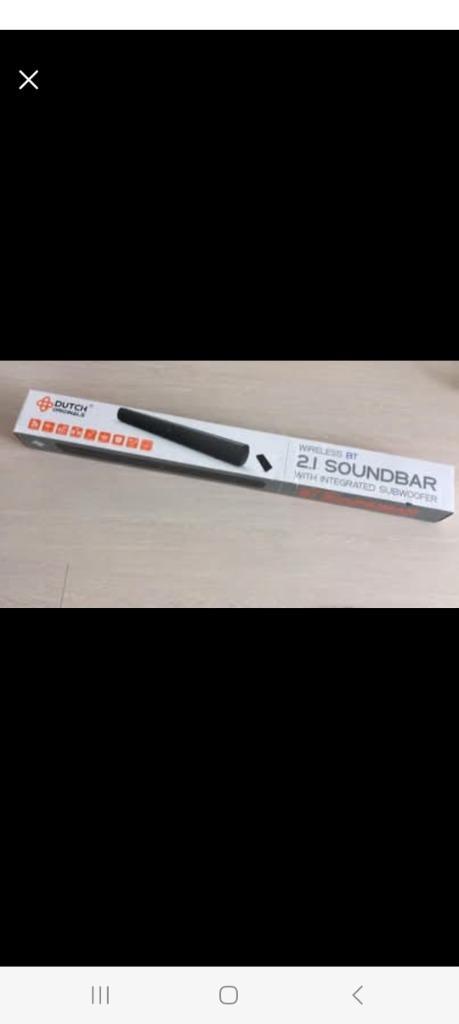 DUTCH
ORIGINALS
WIRELESS BT
2.1 SOUNDBAR
WITH INTEGRATED SUBWOOFER